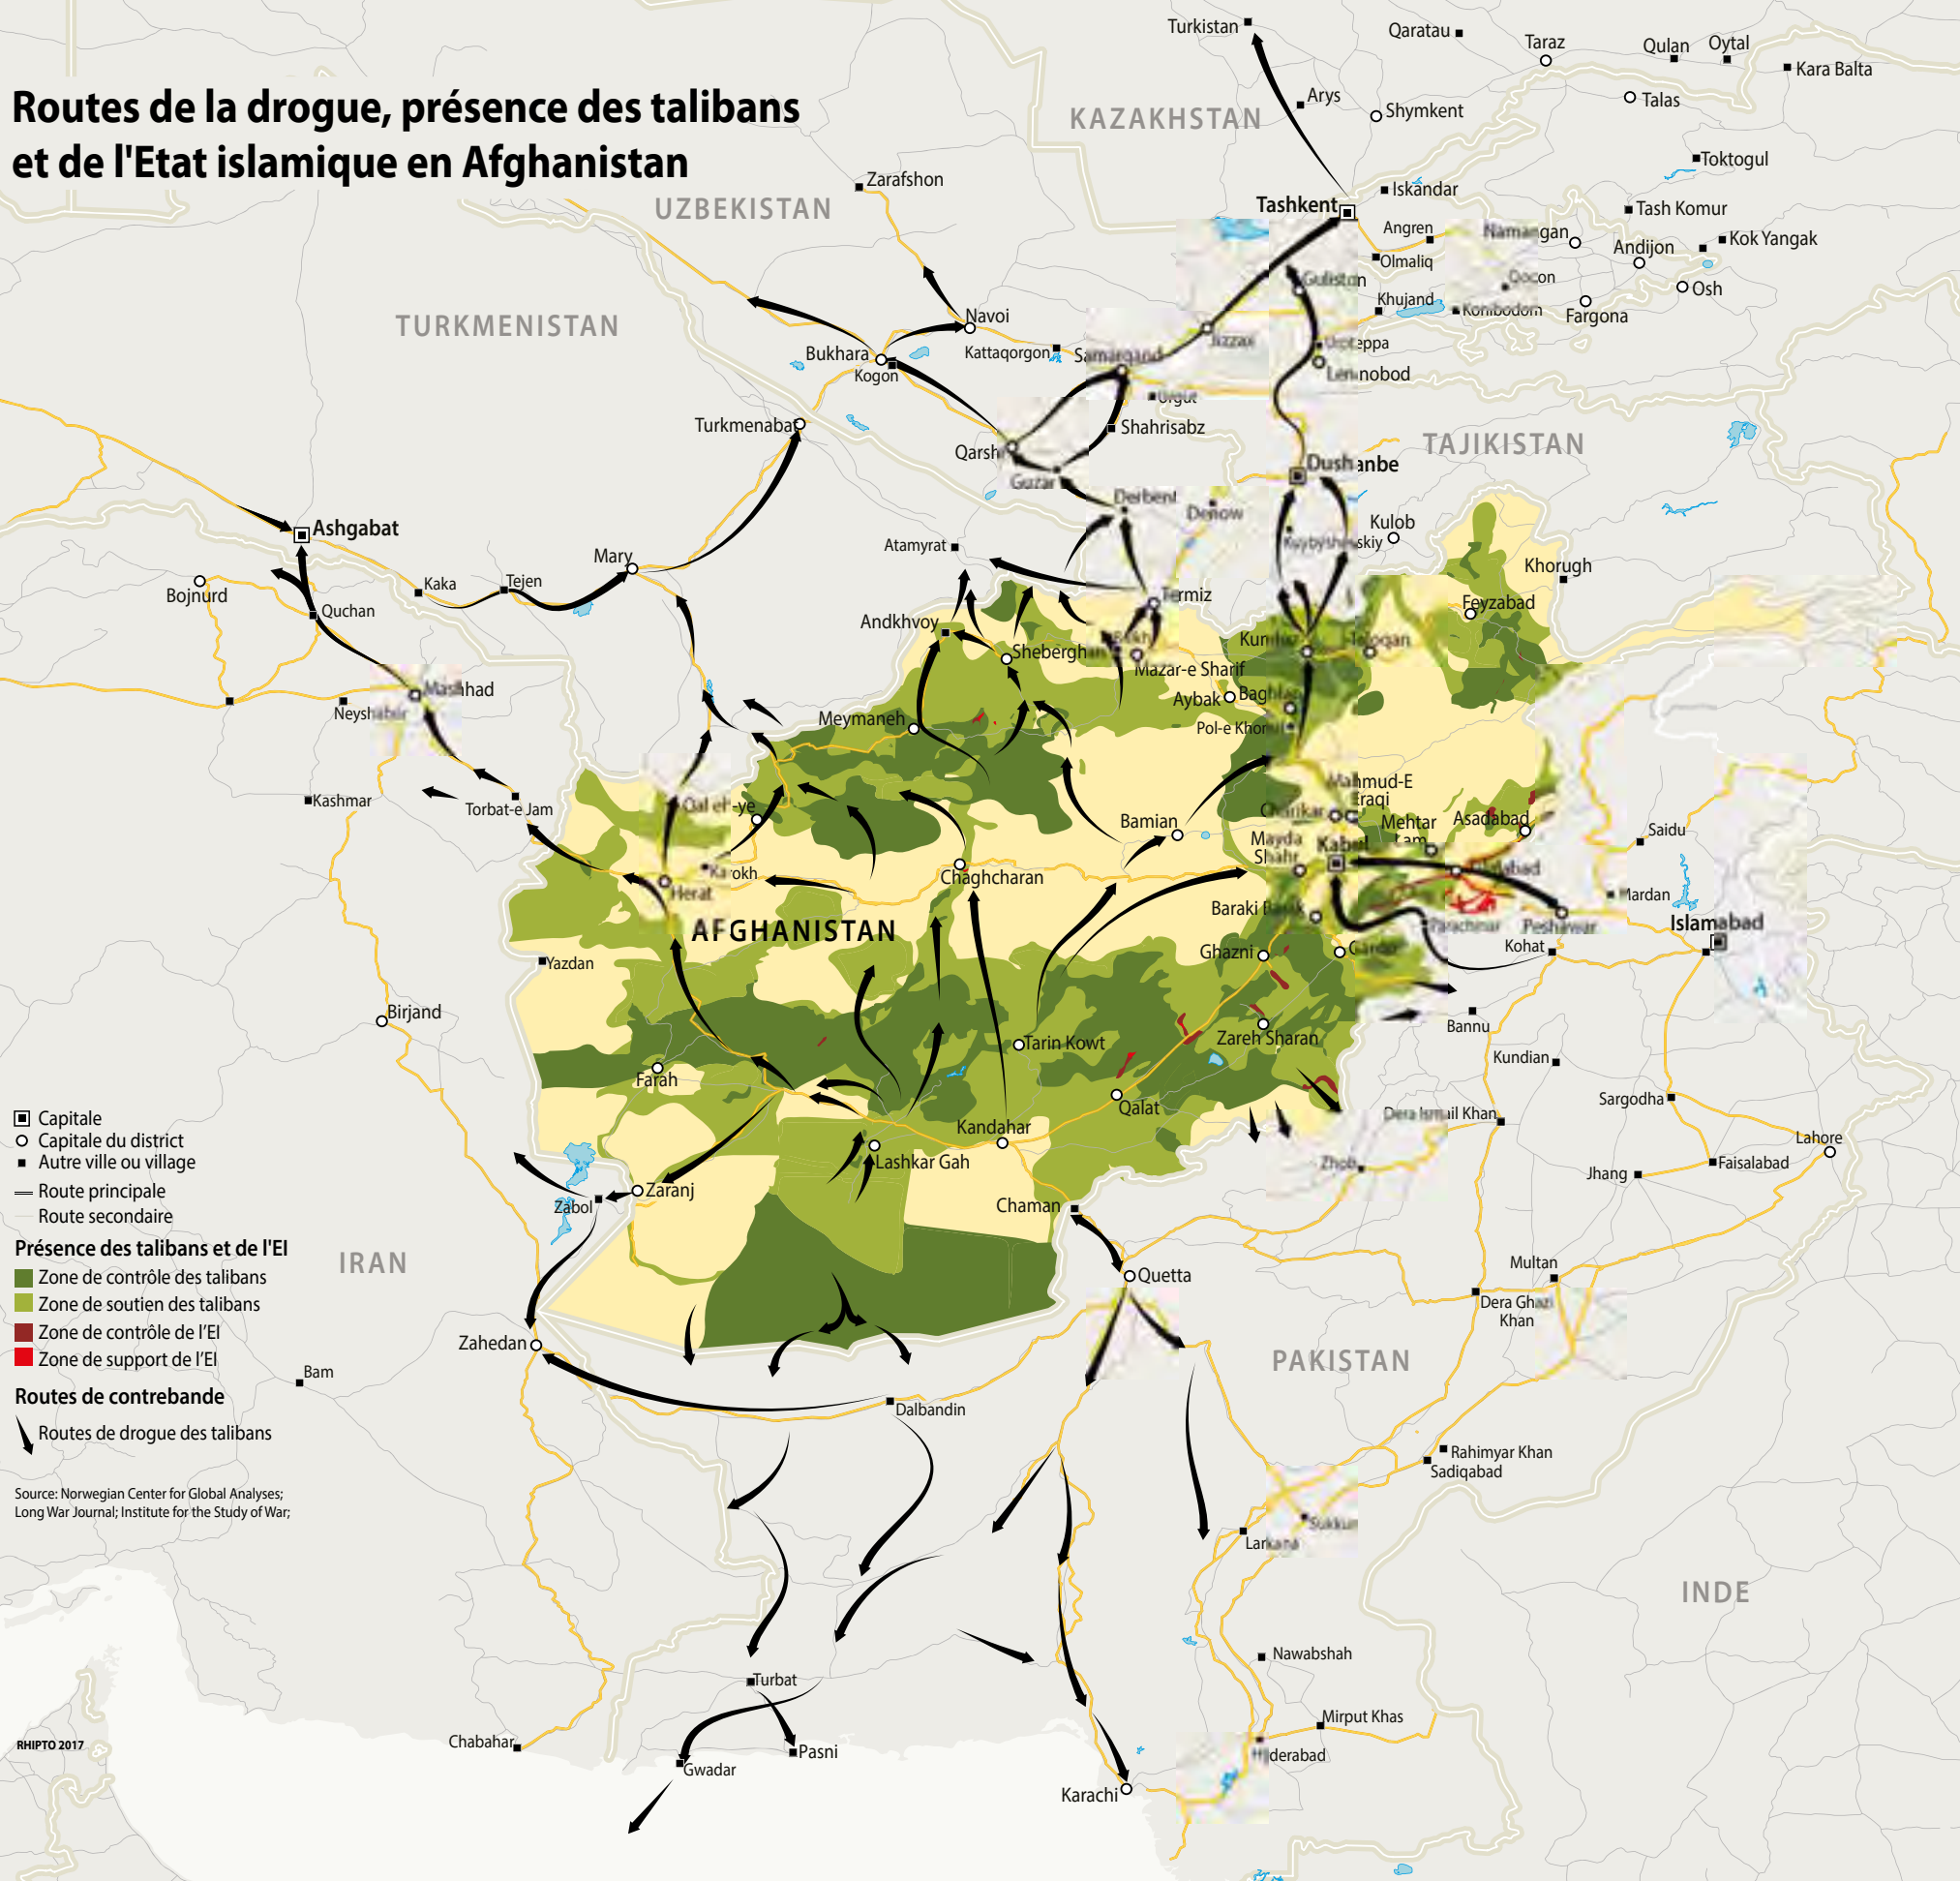 Routes de la drogue, présence des talibans
et de l'Etat islamique en Afghanistan
Turkistan
Qaratau
Taraz
Qulan
Oytal
Kara Balta
KAZAKHSTAN
Arys
Shymkent
Talas
Toktogul
Zarafshon
UZBEKISTAN
Iskandar
Tashkent
Tash Komur
Angren
Andijon
Kok Yangak
Olmaliq
Osh
TURKMENISTAN
Khujand
Fargona
Navoi
Bukhara
Kattaqorgon
Kogon
Turkmenabat
Shahrisabz
TAJIKISTAN
Ashgabat
Atamyrat
Kulob
Mary
Kaka
Tejen
Khorugh
Bojnurd
Quchan
Termiz
Feyzabad
Andkhvoy
Mazar-e Sharif
Aybak
Meymaneh
Kashmar
Torbat-e Jam
Bamian
Mehtar
Asadabad
Saidu
Chaghcharan
Herat
AFGHANISTAN
Islamabad
Kohat
Ghazni
Yazdan
Birjand
Bannu
Tarin Kowt
Zareh Sharan
Kundian
Farah
Qalat
Sargodha
Kandahar
Lashkar Gah
Lahore
Faisalabad
Jhang
Zaranj
Zabol
Chaman
Capitale
Capitale du district
Autre ville ou village
Route principale
Route secondaire
Présence des talibans et de l'EI
Zone de contrôle des talibans
Zone de soutien des talibans
Zone de contrôle de l'EI
Zone de support de l'EI
Routes de contrebande
Routes de drogue des talibans
IRAN
Quetta
Multan
Dera Ghazi
Khan
Zahedan
PAKISTAN
Bam
Dalbandin
Rahimyar Khan
Sadiqabad
Source: Norwegian Center for Global Analyses;
Long War Journal; Institute for the Study of War;
Larkana
INDE
Nawabshah
Turbat
Mirput Khas
Chabahar
Pasni
Gwadar
Karachi
RHIPTO 2017